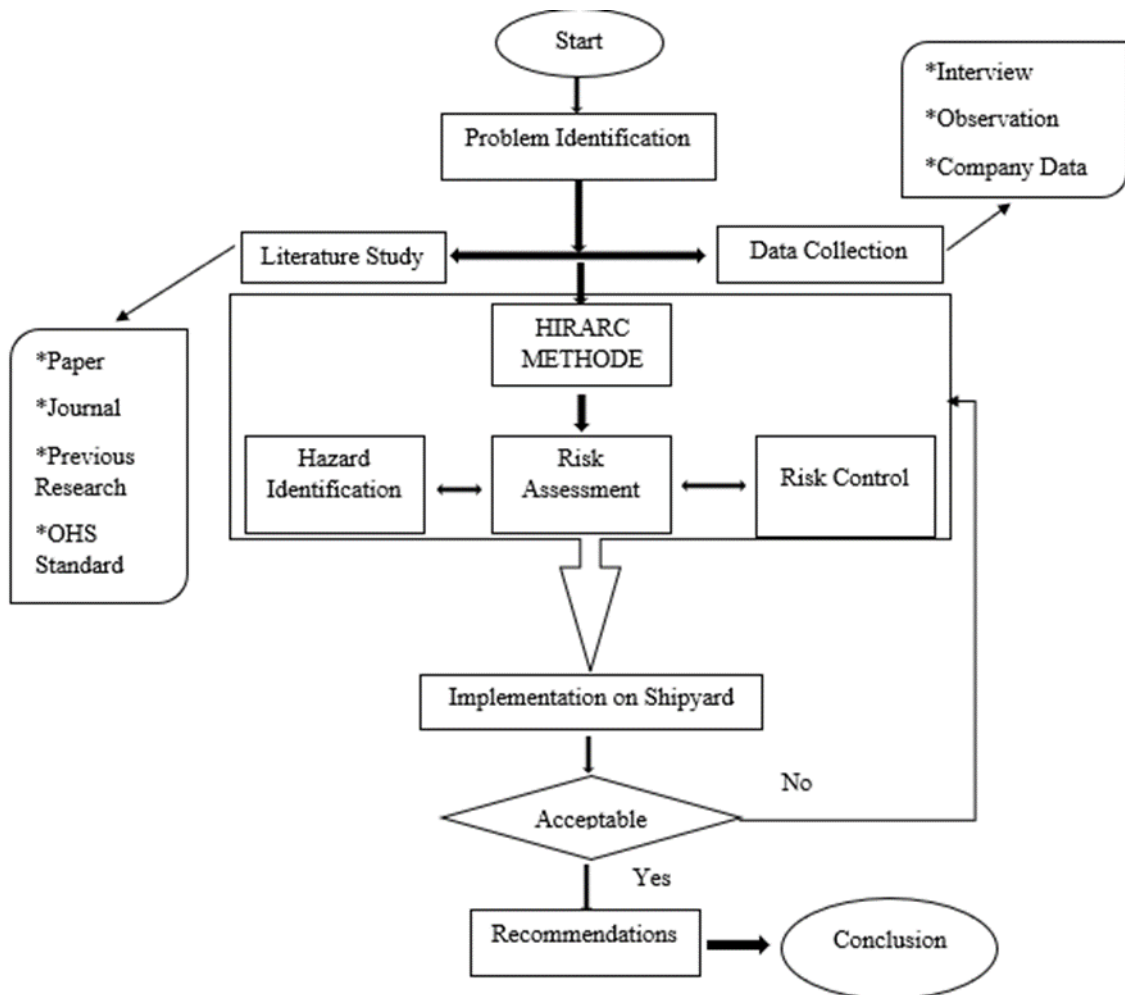 Start
*Interview
*Observation
*Company Data
Problem Identification
Literature Study
Data Collection
HIRARC
METHODE
*Paper
*Journal
*Previous
Research
*OHS
Standard
Hazard
Identification
Risk
Assessment
Risk Control
Implementation on Shipyard
No
Acceptable
Yes
Recommendations
Conclusion